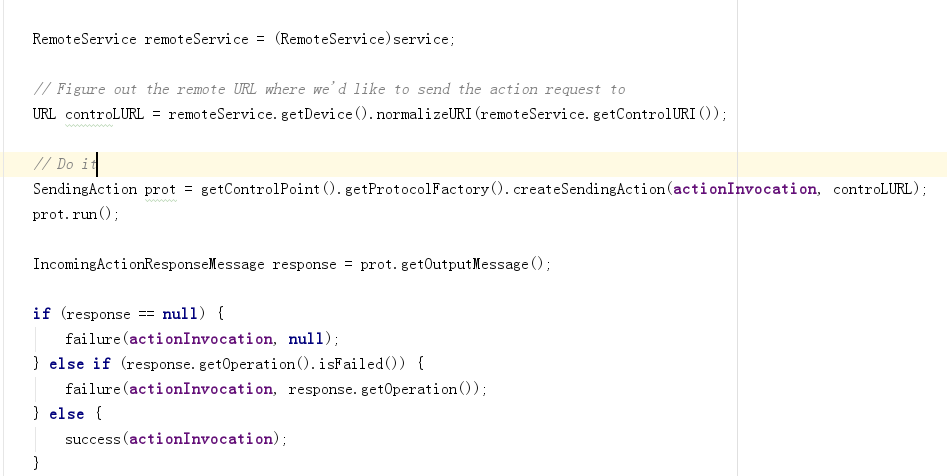 RemoteService remoteService = (RemoteService)service;
// Figure out the remote URL where we'd like to send the action request to
URL controLURL = remoteService.getDevice().normalizeURI(remoteService.getControlURI());
// Do it
SendingAction prot = getControlPoint().getProtocolFactory().createSendingAction(actionInvocation, controLURL);
prot.run();
IncomingActionResponseMessage response = prot.getOutputMessage();
if (response == null) {
    failure(actionInvocation, null);
} else if (response.getOperation().isFailed()) {
    failure(actionInvocation, response.getOperation());
} else {
    success(actionInvocation);
}